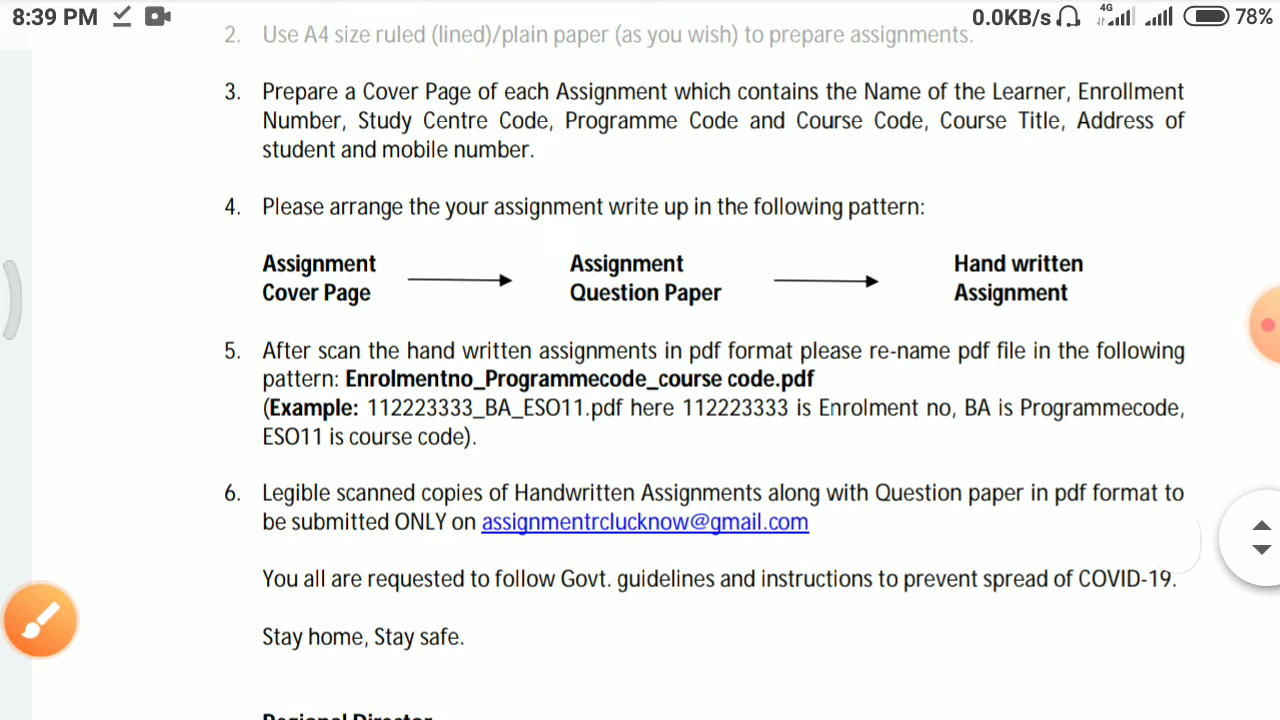 8:39 PM 0.0KB/s 4G 78%
2. Use A4 size ruled (lined)/plain paper (as you wish) to prepare assignments.
3. Prepare a Cover Page of each Assignment which contains the Name of the Learner, Enrollment
Number, Study Centre Code, Programme Code and Course Code, Course Title, Address of
student and mobile number.
4. Please arrange the your assignment write up in the following pattern:
Assignment Assignment Hand written
Cover Page Question Paper Assignment
5. After scan the hand written assignments in pdf format please re-name pdf file in the following
pattern: Enrolmentno_Programmecode_course code.pdf
(Example: 112223333_BA_ESO11.pdf here 112223333 is Enrolment no, BA is Programmecode,
ESO11 is course code).
6. Legible scanned copies of Handwritten Assignments along with Question paper in pdf format to
be submitted ONLY on assignmentrclucknow@gmail.com
You all are requested to follow Govt. guidelines and instructions to prevent spread of COVID-19.
Stay home, Stay safe.
Regional Director